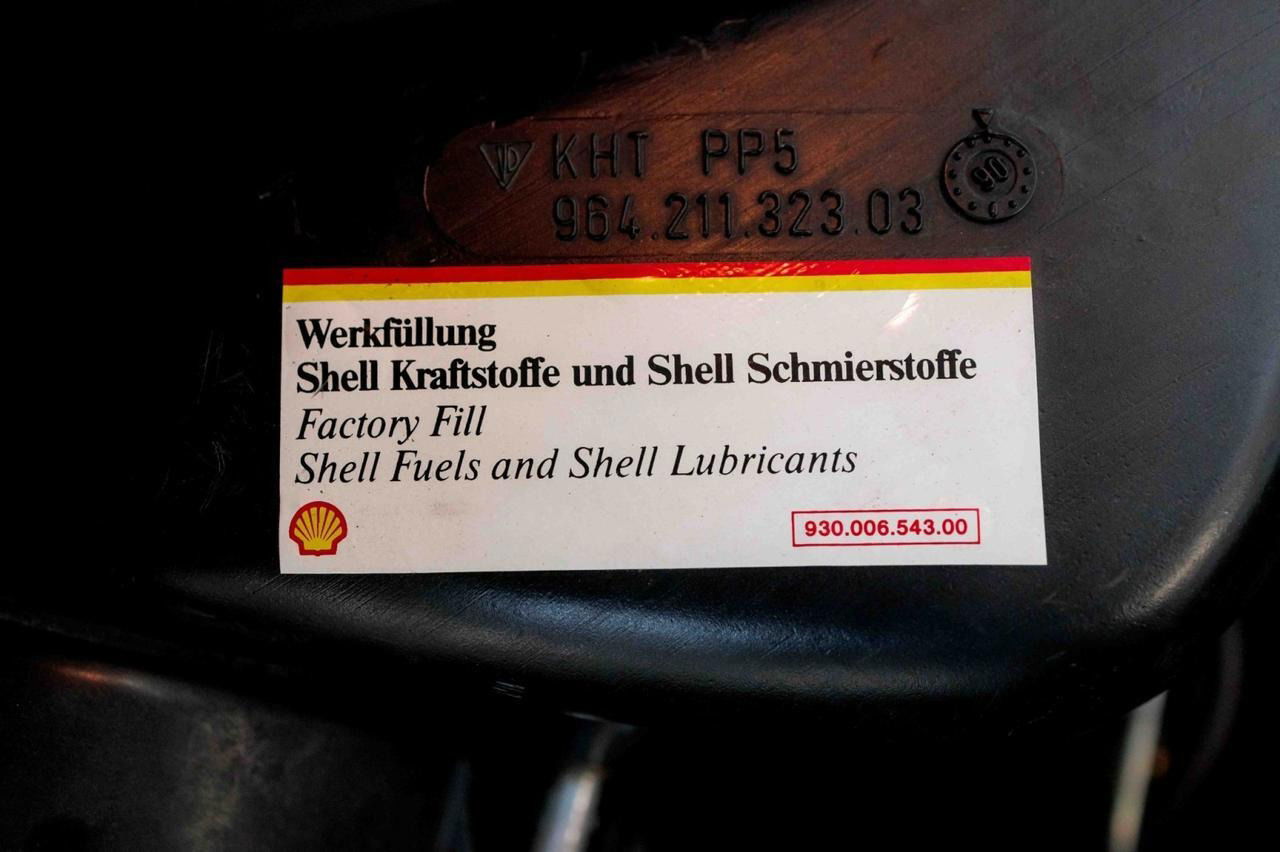 KHT PP5
964.211.323.03
90
Werkfüllung
Shell Kraftstoffe und Shell Schmierstoffe
Factory Fill
Shell Fuels and Shell Lubricants
930.006.543.00